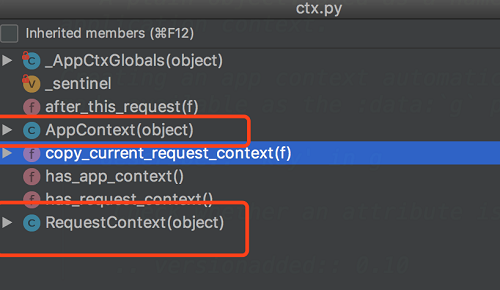 ctx.py
Inherited members (⌘F12)
_AppCtxGlobals(object)
_sentinel
after_this_request(f)
AppContext(object)
copy_current_request_context(f)
has_app_context()
has_request_context()
RequestContext(object)